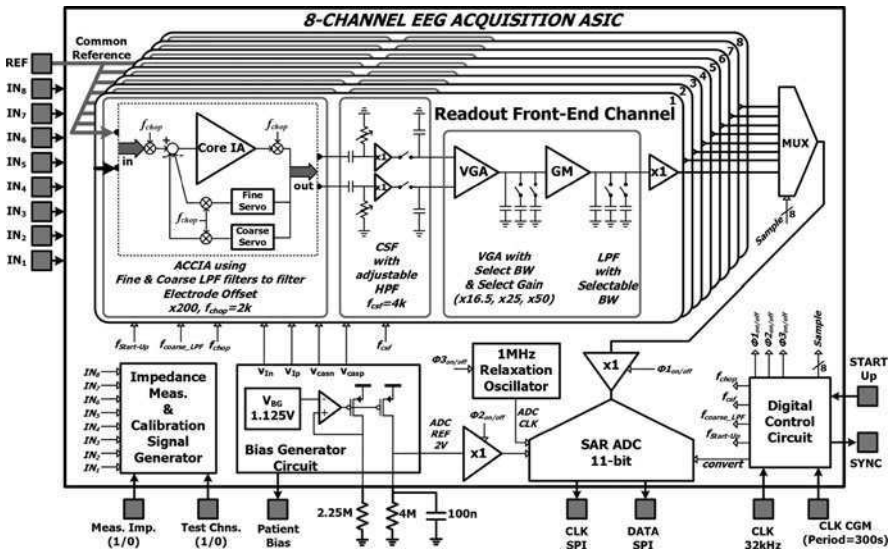 8-CHANNEL EEG ACQUISITION ASIC
Common
Reference
REF
IN8
IN7
IN6
IN5
IN4
IN3
IN2
IN1
8
7
6
5
4
3
2
1
Readout Front-End Channel
fchop
Core IA
fchop
in
out
fchop
Fine
Servo
Coarse
Servo
ACCIA using
Fine & Coarse LPF filters to filter
Electrode Offset
x200, fchop=2k
x1
x1
CSF
with
adjustable
HPF
fcsf=4k
VGA
GM
VGA with
Select BW
& Select Gain
(x16.5, x25, x50)
LPF
with
Selectable
BW
x1
MUX
Sample
8
fStart-Up
fcoarse_LPF
fchop
VIn
VIp
Vcasn
Vcasp
fcsf
IN8
IN7
IN6
IN5
IN4
IN3
IN2
IN1
Impedance
Meas.
&
Calibration
Signal
Generator
VBG
1.125V
-
+
Bias Generator
Circuit
ADC
REF
2V
Φ3on/off
1MHz
Relaxation
Oscillator
ADC
CLK
Φ2on/off
x1
x1
Φ1on/off
SAR ADC
11-bit
Φ1on/off
Φ2on/off
Φ3on/off
Sample
8
fchop
fcsf
fcoarse_LPF
fStart-Up
convert
Digital
Control
Circuit
START
Up
SYNC
Meas. Imp.
(1/0)
Test Chns.
(1/0)
Patient
Bias
2.25M
4M
100n
CLK
SPI
DATA
SPI
CLK
32kHz
CLK CGM
(Period=300s)